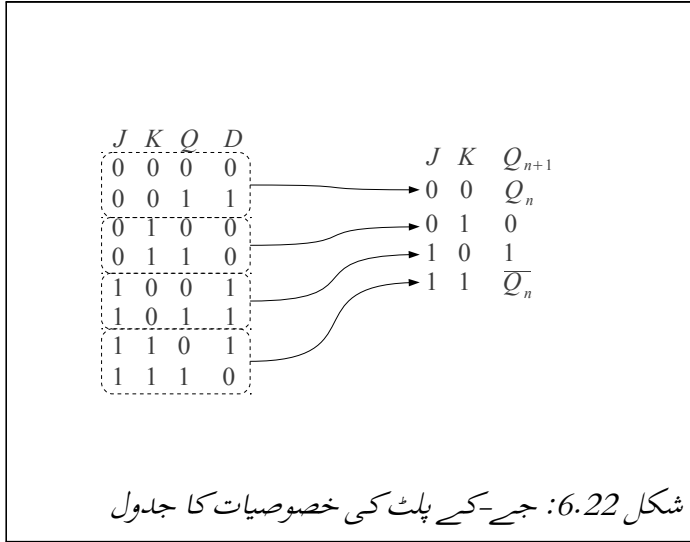 J K Q D
0 0 0 0
0 0 1 1
0 1 0 0
0 1 1 0
1 0 0 1
1 0 1 1
1 1 0 1
1 1 1 0
J K Qₙ₊₁
0 0 Qₙ
0 1 0
1 0 1
1 1 Q̅ₙ
شکل 6.22: جے-کے پلٹ کی خصوصیات کا جدول